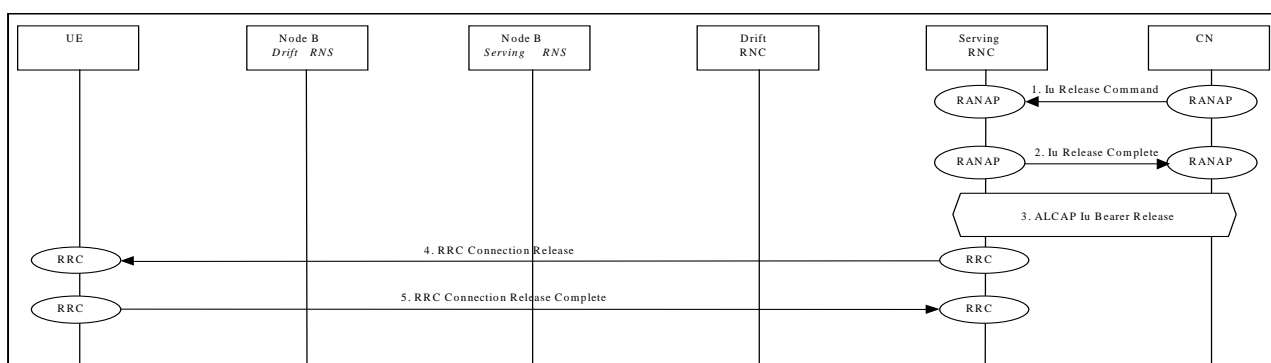 UE
Node B
Drift RNS
Node B
Serving RNS
Drift
RNC
Serving
RNC
CN
1. Iu Release Command
RANAP
RANAP
2. Iu Release Complete
RANAP
RANAP
3. ALCAP Iu Bearer Release
4. RRC Connection Release
RRC
RRC
5. RRC Connection Release Complete
RRC
RRC